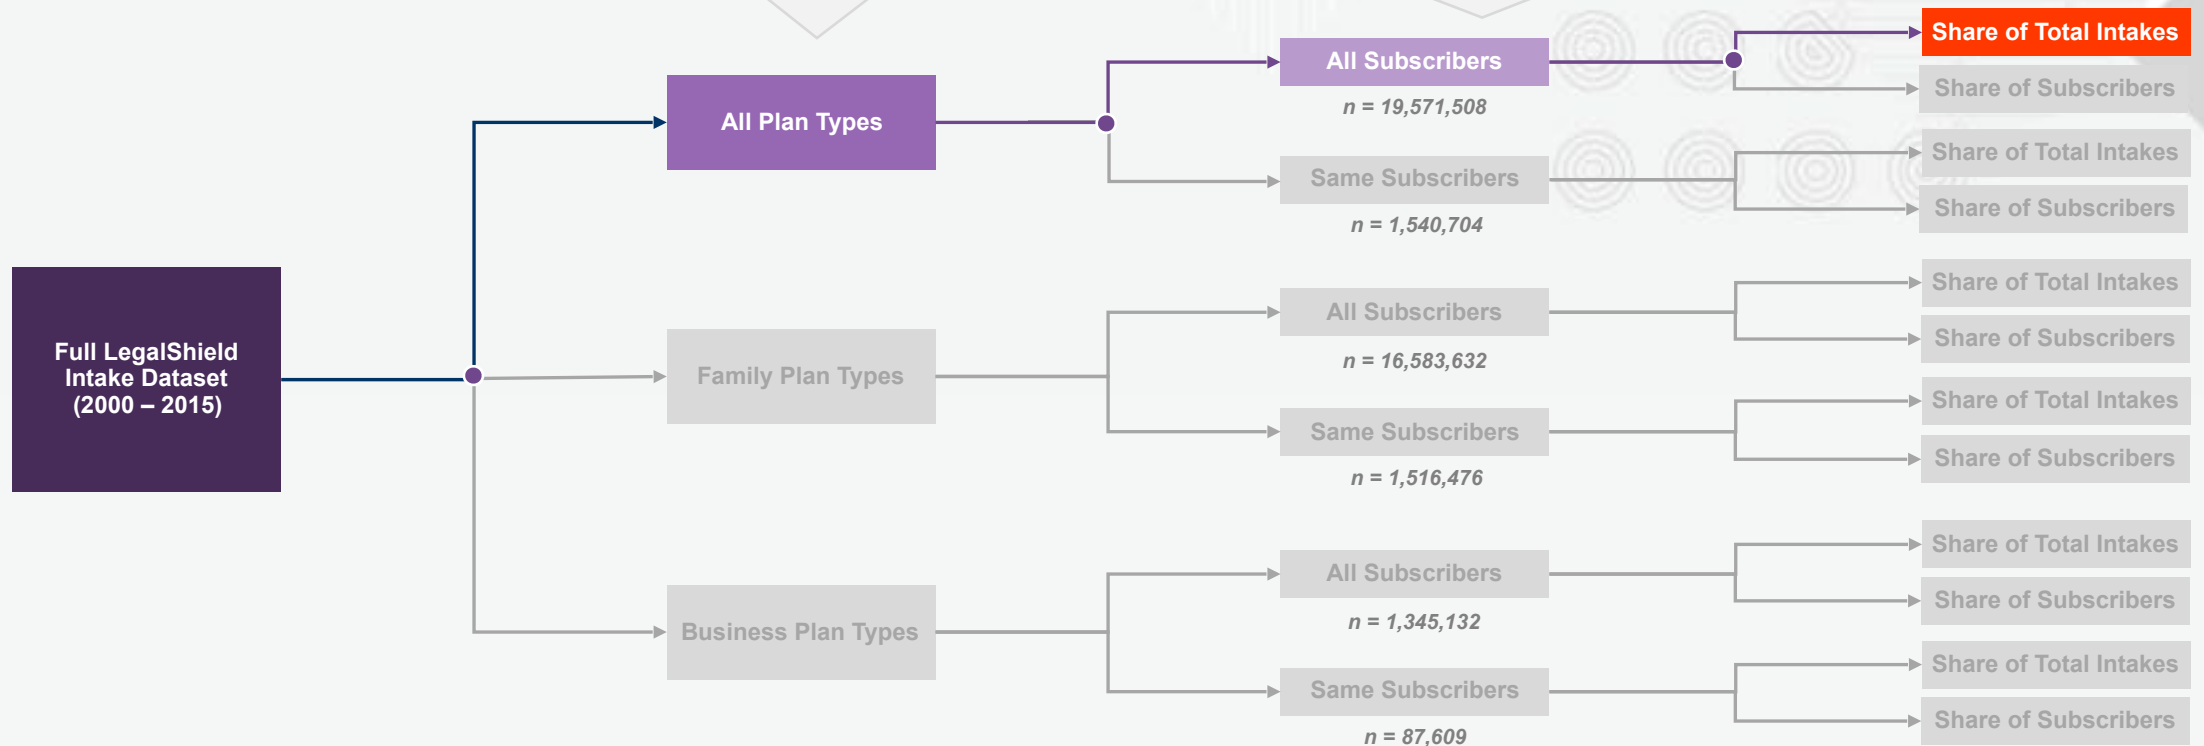 Full LegalShield
Intake Dataset
(2000 – 2015)
All Plan Types
All Subscribers
n = 19,571,508
Share of Total Intakes
Share of Subscribers
Same Subscribers
n = 1,540,704
Share of Total Intakes
Share of Subscribers
Family Plan Types
All Subscribers
n = 16,583,632
Share of Total Intakes
Share of Subscribers
Same Subscribers
n = 1,516,476
Share of Total Intakes
Share of Subscribers
Business Plan Types
All Subscribers
n = 1,345,132
Share of Total Intakes
Share of Subscribers
Same Subscribers
n = 87,609
Share of Total Intakes
Share of Subscribers